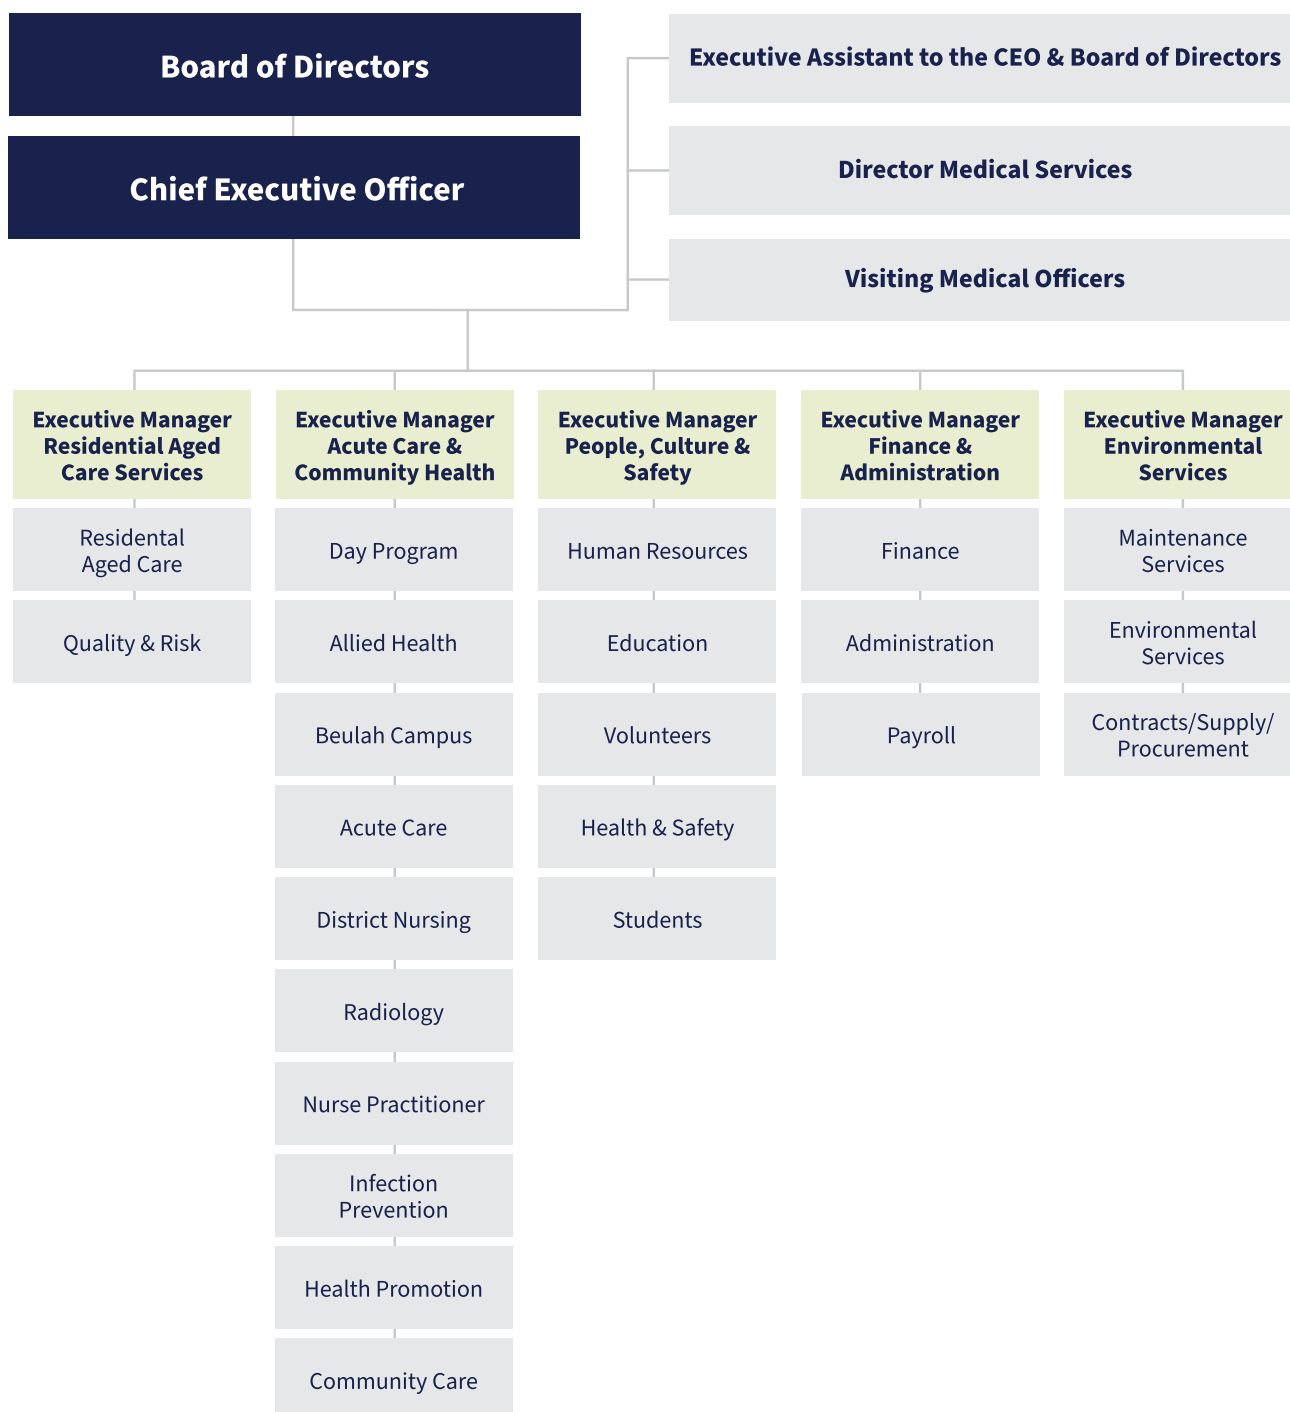 Board of Directors
Chief Executive Officer
Executive Assistant to the CEO & Board of Directors
Director Medical Services
Visiting Medical Officers
Executive Manager
Residential Aged
Care Services
Residental
Aged Care
Quality & Risk
Executive Manager
Acute Care &
Community Health
Day Program
Allied Health
Beulah Campus
Acute Care
District Nursing
Radiology
Nurse Practitioner
Infection
Prevention
Health Promotion
Community Care
Executive Manager
People, Culture &
Safety
Human Resources
Education
Volunteers
Health & Safety
Students
Executive Manager
Finance &
Administration
Finance
Administration
Payroll
Executive Manager
Environmental
Services
Maintenance
Services
Environmental
Services
Contracts/Supply/
Procurement